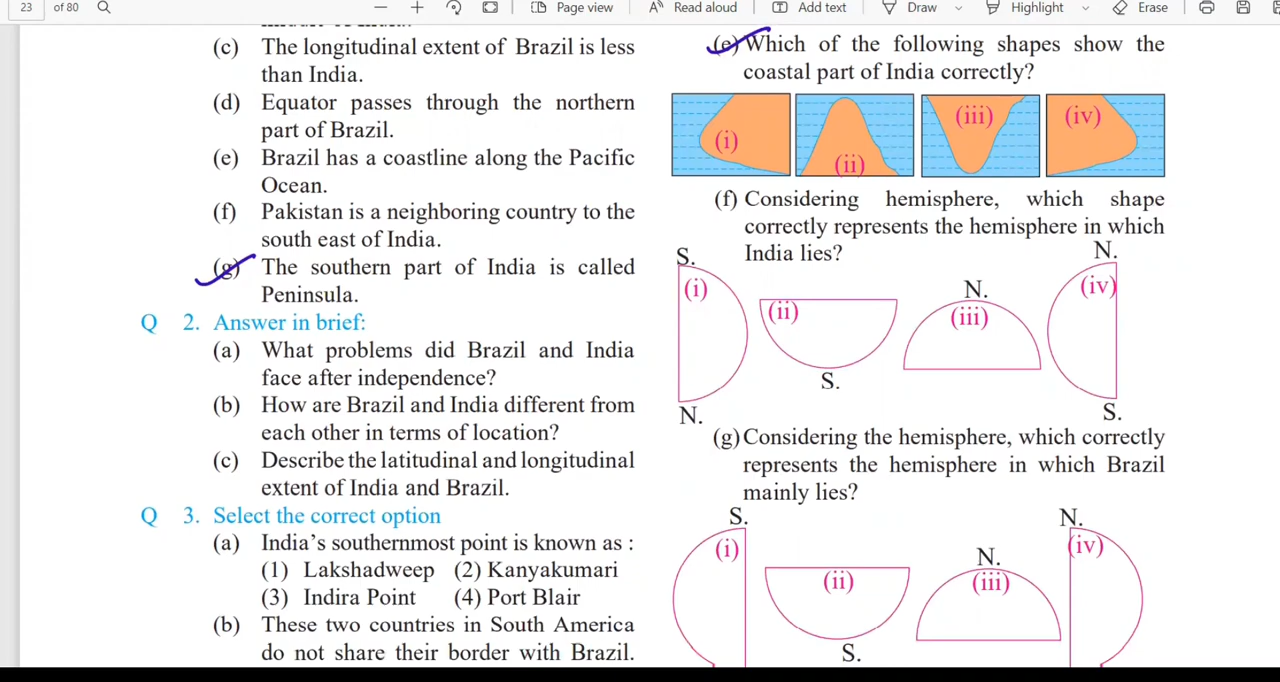 23 of 80 Page view Read aloud Add text Draw Highlight Erase
(c) The longitudinal extent of Brazil is less
than India.
(d) Equator passes through the northern
part of Brazil.
(e) Brazil has a coastline along the Pacific
Ocean.
(f) Pakistan is a neighboring country to the
south east of India.
(g) The southern part of India is called
Peninsula.
Q 2. Answer in brief:
(a) What problems did Brazil and India
face after independence?
(b) How are Brazil and India different from
each other in terms of location?
(c) Describe the latitudinal and longitudinal
extent of India and Brazil.
Q 3. Select the correct option
(a) India's southernmost point is known as :
(1) Lakshadweep (2) Kanyakumari
(3) Indira Point (4) Port Blair
(b) These two countries in South America
do not share their border with Brazil.
(e) Which of the following shapes show the
coastal part of India correctly?
(i) (ii) (iii) (iv)
(f) Considering hemisphere, which shape
correctly represents the hemisphere in which
India lies?
S. N. N.
(i) (ii) (iii) (iv)
N. S. S.
(g) Considering the hemisphere, which correctly
represents the hemisphere in which Brazil
mainly lies?
S. N. N.
(i) (ii) (iii) (iv)
S.